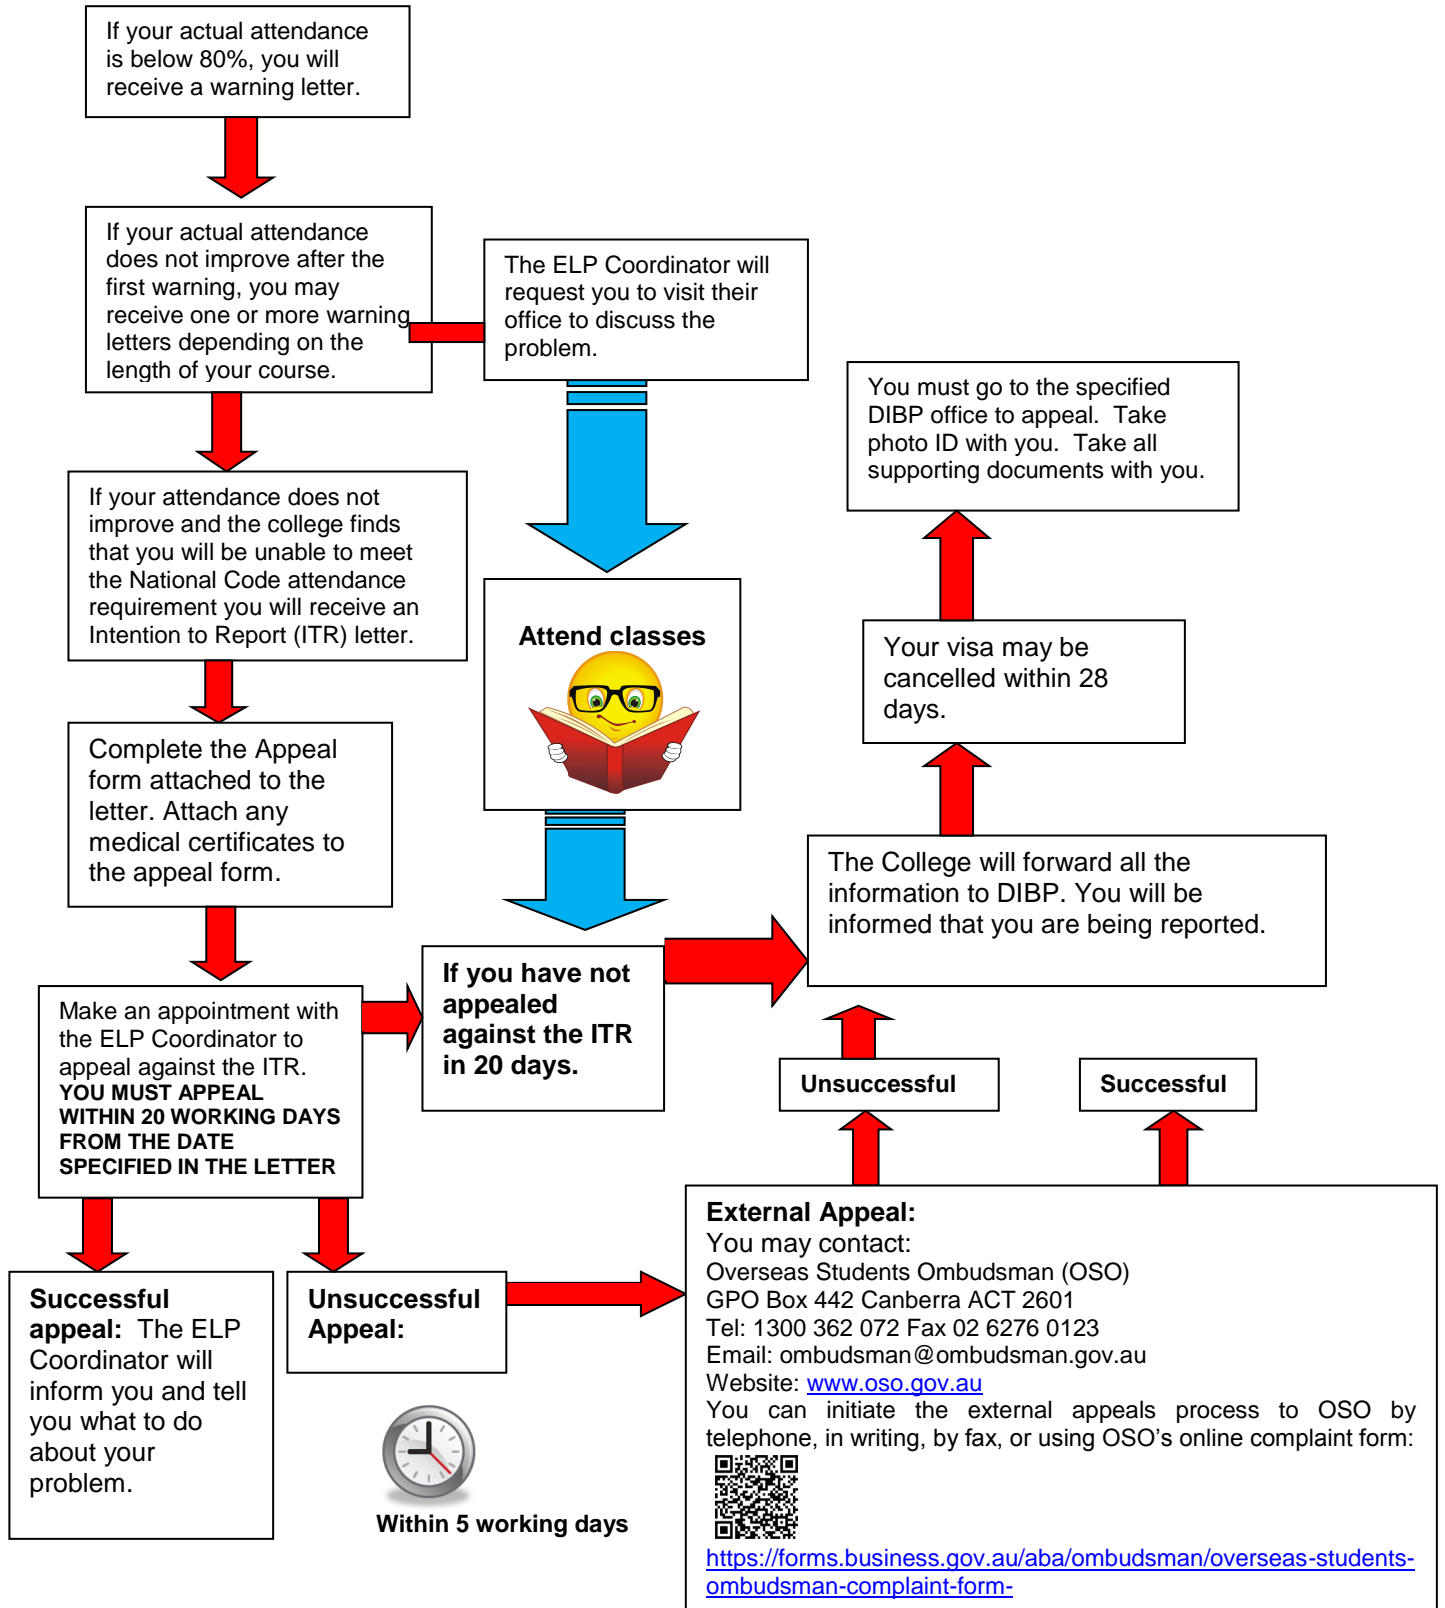 If your actual attendance
is below 80%, you will
receive a warning letter.
If your actual attendance
does not improve after the
first warning, you may
receive one or more warning
letters depending on the
length of your course.
The ELP Coordinator will
request you to visit their
office to discuss the
problem.
You must go to the specified
DIBP office to appeal.  Take
photo ID with you.  Take all
supporting documents with you.
If your attendance does not
improve and the college finds
that you will be unable to meet
the National Code attendance
requirement you will receive an
Intention to Report (ITR) letter.
Attend classes
Your visa may be
cancelled within 28
days.
Complete the Appeal
form attached to the
letter. Attach any
medical certificates to
the appeal form.
The College will forward all the
information to DIBP. You will be
informed that you are being reported.
If you have not
appealed
against the ITR
in 20 days.
Make an appointment with
the ELP Coordinator to
appeal against the ITR.
YOU MUST APPEAL
WITHIN 20 WORKING DAYS
FROM THE DATE
SPECIFIED IN THE LETTER
Unsuccessful
Successful
Successful
appeal:  The ELP
Coordinator will
inform you and tell
you what to do
about your
problem.
Unsuccessful
Appeal:
Within 5 working days
External Appeal:
You may contact:
Overseas Students Ombudsman (OSO)
GPO Box 442 Canberra ACT 2601
Tel: 1300 362 072 Fax 02 6276 0123
Email: ombudsman@ombudsman.gov.au
Website: www.oso.gov.au
You can initiate the external appeals process to OSO by
telephone, in writing, by fax, or using OSO's online complaint form:
https://forms.business.gov.au/aba/ombudsman/overseas-students-
ombudsman-complaint-form-